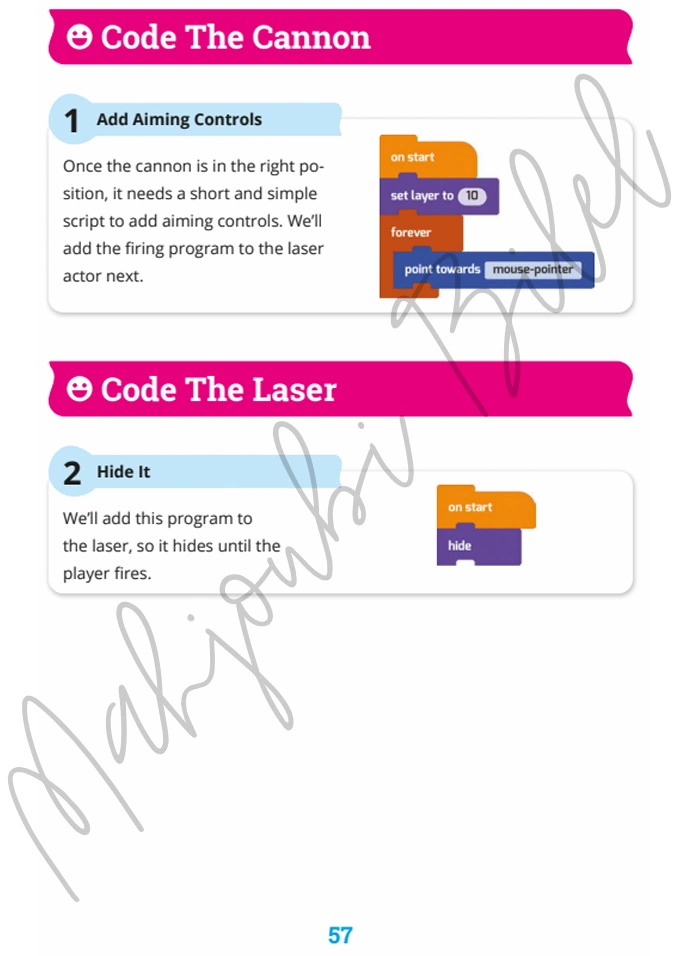 Code The Cannon
1 Add Aiming Controls
Once the cannon is in the right po-
sition, it needs a short and simple
script to add aiming controls. We'll
add the firing program to the laser
actor next.
on start
set layer to 10
forever
point towards mouse-pointer
Code The Laser
2 Hide It
We'll add this program to
the laser, so it hides until the
player fires.
on start
hide
Mahjoubi Bilel
57